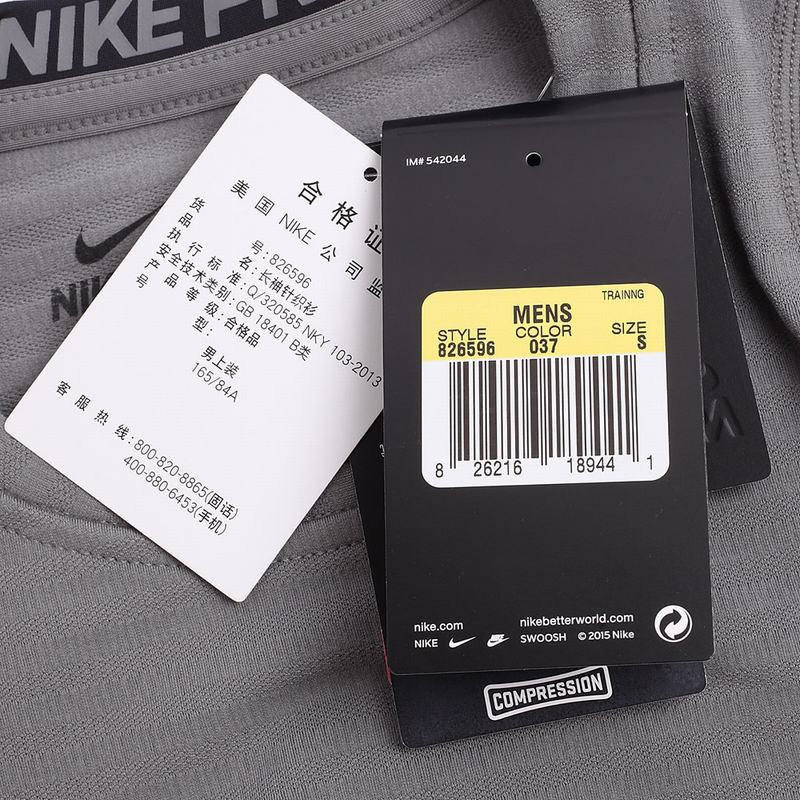 NIKE PR
NIKE
合格证
美国 NIKE 公司监
货号:826596
品名:长袖针织衫
执行标准:Q/320585 NKY 103-2013
安全技术类别:GB 18401 B类
产品等级:合格品
号型:
男上装
165/84A
客服热线:800-820-8865(固话)
400-880-6453(手机)
IM# 542044
TRAINNG
MENS
STYLE COLOR SIZE
826596 037 S
8 26216 18944 1
nike.com nikebetterworld.com
NIKE SWOOSH © 2015 Nike
COMPRESSION